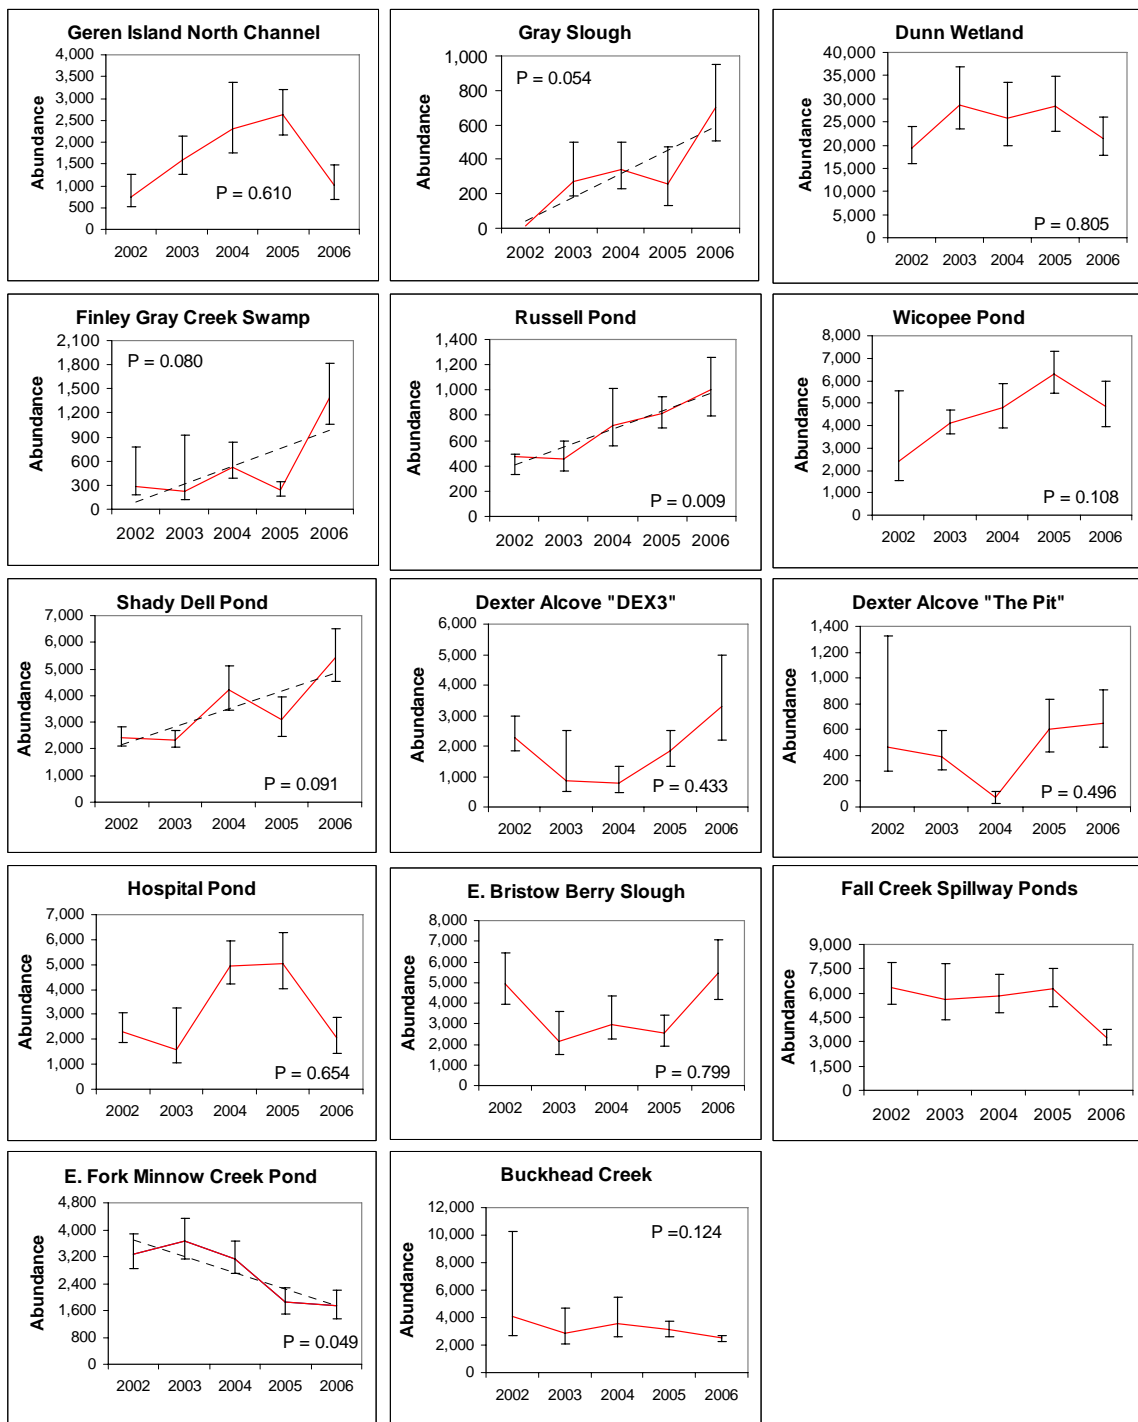 Geren Island North Channel
Abundance
4,000
3,500
3,000
2,500
2,000
1,500
1,000
500
0
P = 0.610
2002 2003 2004 2005 2006
Gray Slough
Abundance
1,000
800
600
400
200
0
P = 0.054
2002 2003 2004 2005 2006
Dunn Wetland
Abundance
40,000
35,000
30,000
25,000
20,000
15,000
10,000
5,000
0
P = 0.805
2002 2003 2004 2005 2006
Finley Gray Creek Swamp
Abundance
2,100
1,800
1,500
1,200
900
600
300
0
P = 0.080
2002 2003 2004 2005 2006
Russell Pond
Abundance
1,400
1,200
1,000
800
600
400
200
0
P = 0.009
2002 2003 2004 2005 2006
Wicopee Pond
Abundance
8,000
7,000
6,000
5,000
4,000
3,000
2,000
1,000
0
P = 0.108
2002 2003 2004 2005 2006
Shady Dell Pond
Abundance
7,000
6,000
5,000
4,000
3,000
2,000
1,000
0
P = 0.091
2002 2003 2004 2005 2006
Dexter Alcove "DEX3"
Abundance
6,000
5,000
4,000
3,000
2,000
1,000
0
P = 0.433
2002 2003 2004 2005 2006
Dexter Alcove "The Pit"
Abundance
1,400
1,200
1,000
800
600
400
200
0
P = 0.496
2002 2003 2004 2005 2006
Hospital Pond
Abundance
7,000
6,000
5,000
4,000
3,000
2,000
1,000
0
P = 0.654
2002 2003 2004 2005 2006
E. Bristow Berry Slough
Abundance
8,000
7,000
6,000
5,000
4,000
3,000
2,000
1,000
0
P = 0.799
2002 2003 2004 2005 2006
Fall Creek Spillway Ponds
Abundance
9,000
7,500
6,000
4,500
3,000
1,500
0
2002 2003 2004 2005 2006
E. Fork Minnow Creek Pond
Abundance
4,800
4,000
3,200
2,400
1,600
800
0
P = 0.049
2002 2003 2004 2005 2006
Buckhead Creek
Abundance
12,000
10,000
8,000
6,000
4,000
2,000
0
P =0.124
2002 2003 2004 2005 2006